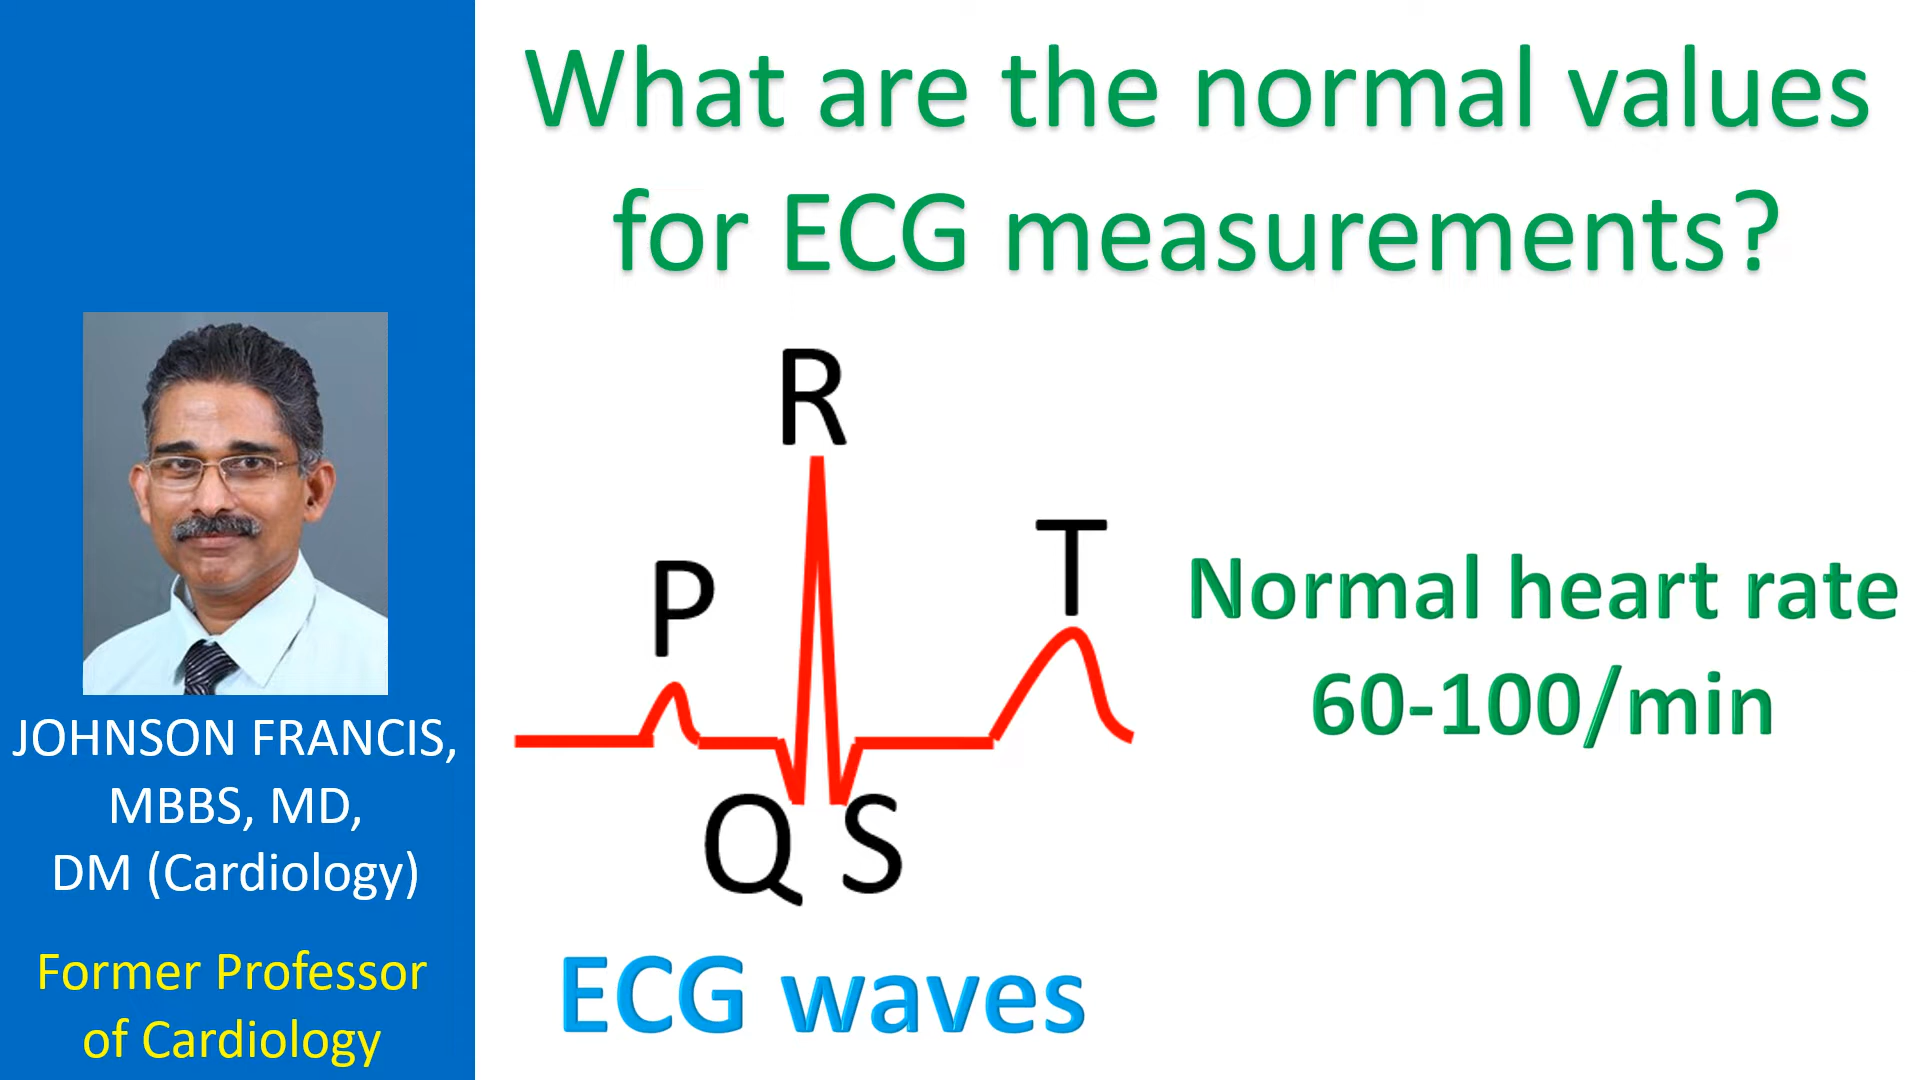 What are the normal values
for ECG measurements?
R
P
T
Q S
ECG waves
Normal heart rate
60-100/min
JOHNSON FRANCIS,
MBBS, MD,
DM (Cardiology)
Former Professor
of Cardiology